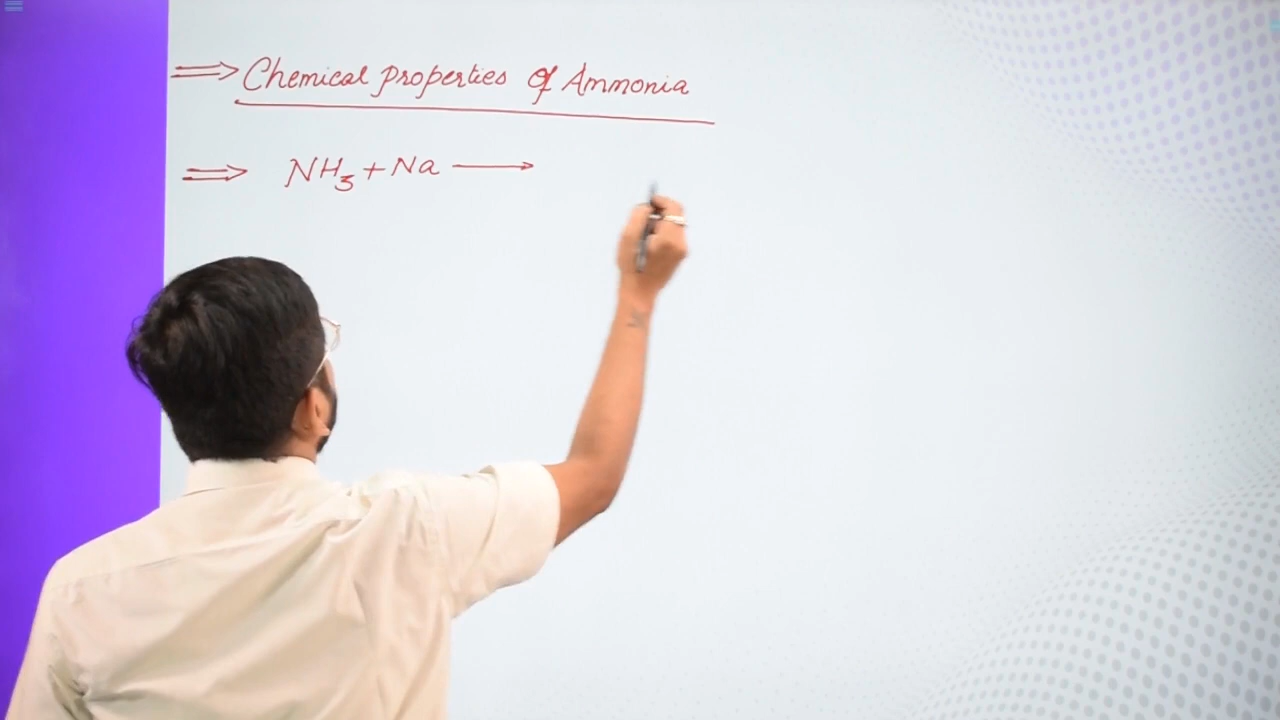 ⇒ Chemical properties Of Ammonia
⇒ NH₃ + Na ⟶